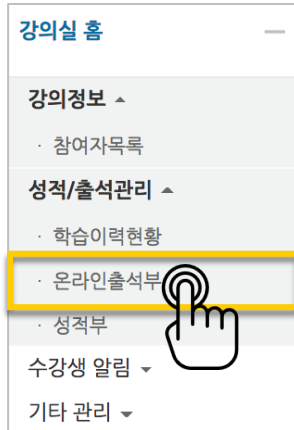 강의실 홈
강의정보
· 참여자목록
성적/출석관리
· 학습이력현황
· 온라인출석부
· 성적부
수강생 알림
기타 관리